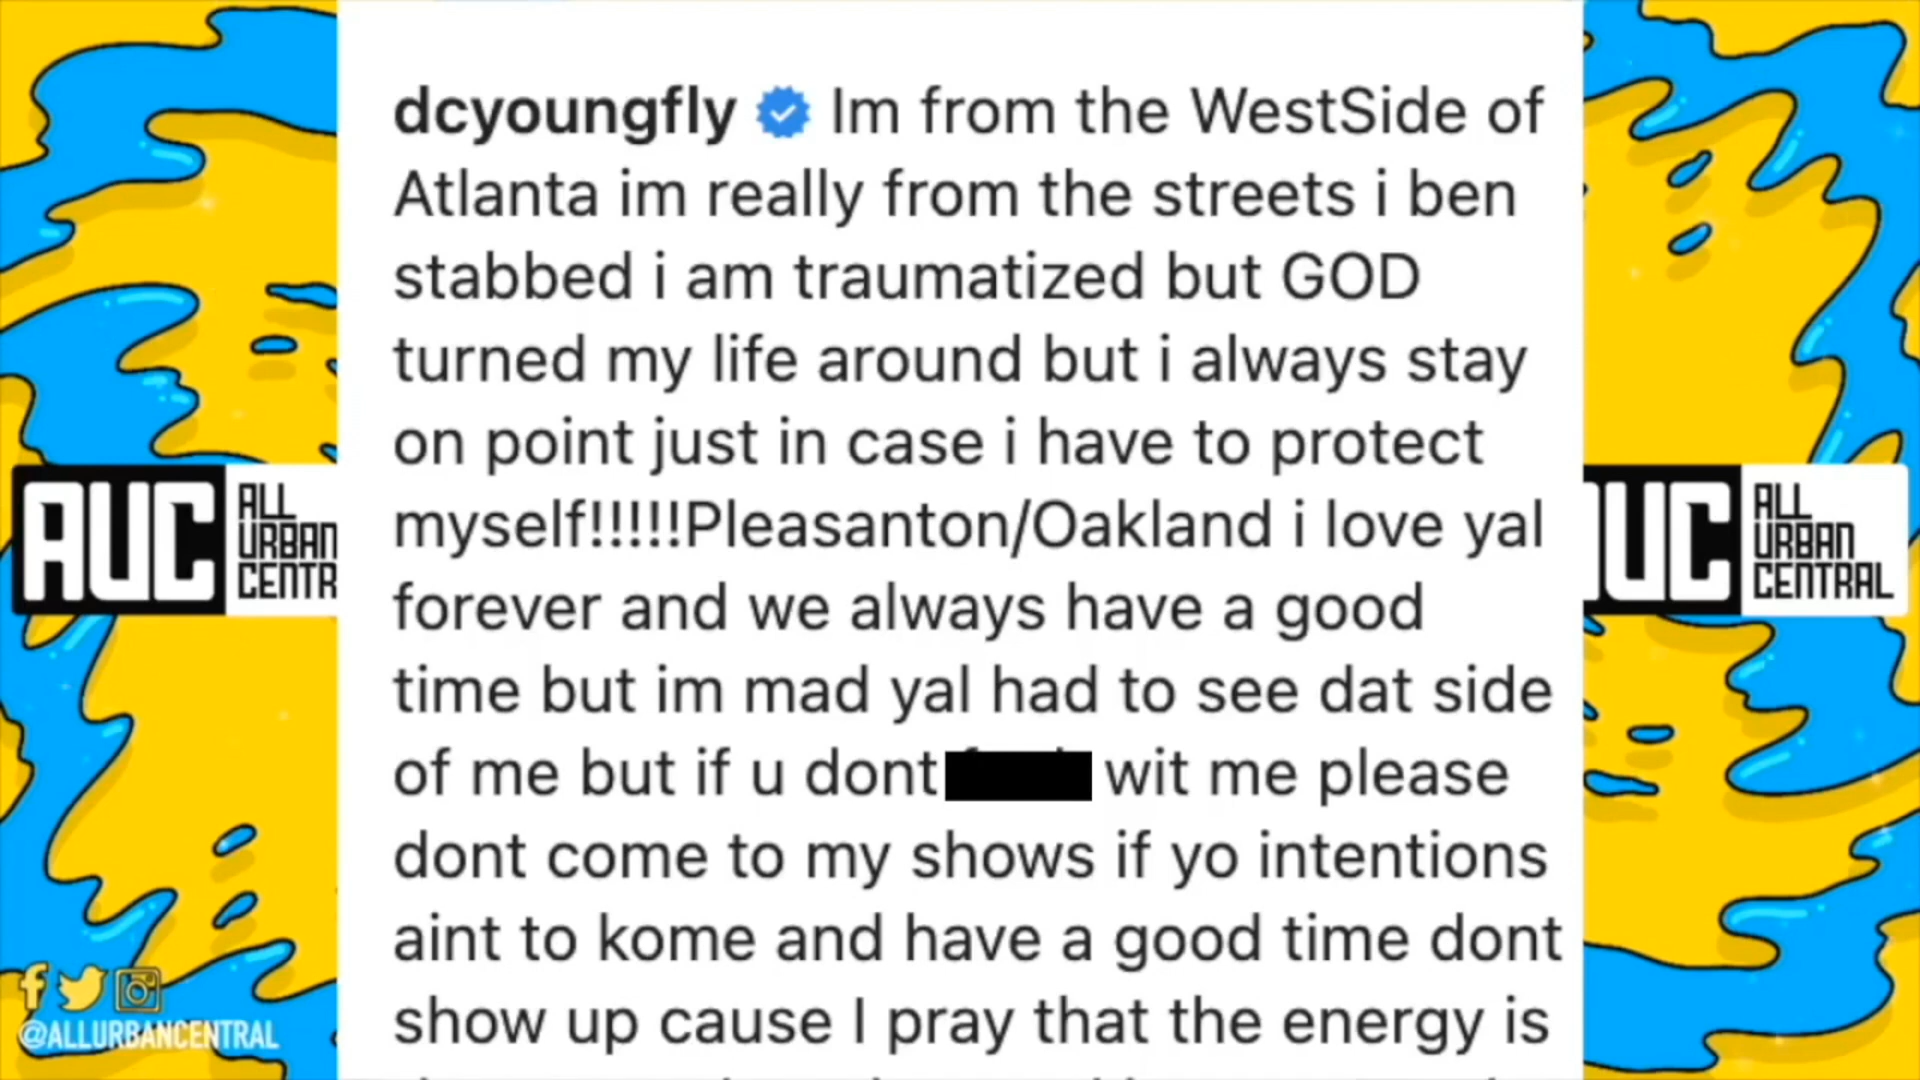 dcyoungfly Im from the WestSide of
Atlanta im really from the streets i ben
stabbed i am traumatized but GOD
turned my life around but i always stay
on point just in case i have to protect
myself!!!!!Pleasanton/Oakland i love yal
forever and we always have a good
time but im mad yal had to see dat side
of me but if u dont wit me please
dont come to my shows if yo intentions
aint to kome and have a good time dont
show up cause I pray that the energy is
AUC
ALL
URBAN
CENTR
UC
ALL
URBAN
CENTRAL
@ALLURBANCENTRAL